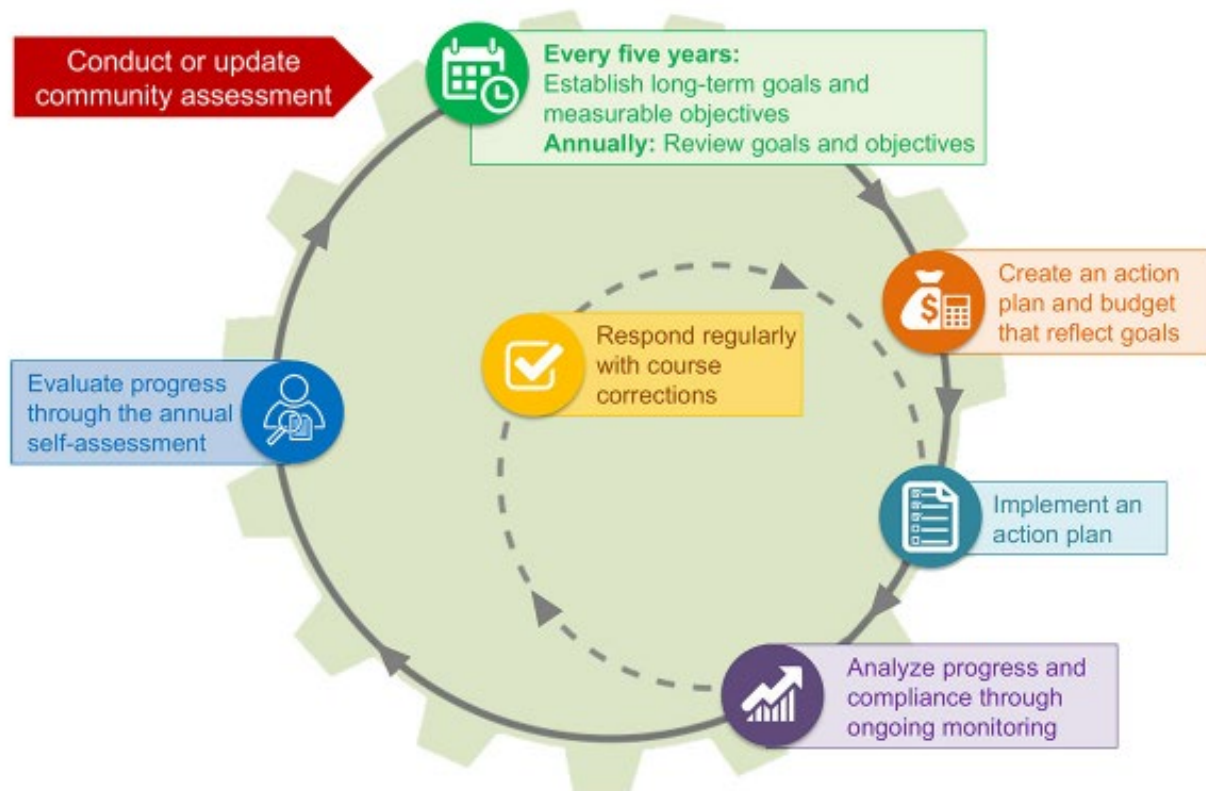 Conduct or update
community assessment
Every five years:
Establish long-term goals and
measurable objectives
Annually: Review goals and objectives
$
Create an action
plan and budget
that reflect goals
Respond regularly
with course
corrections
Evaluate progress
through the annual
self-assessment
Implement an
action plan
Analyze progress and
compliance through
ongoing monitoring